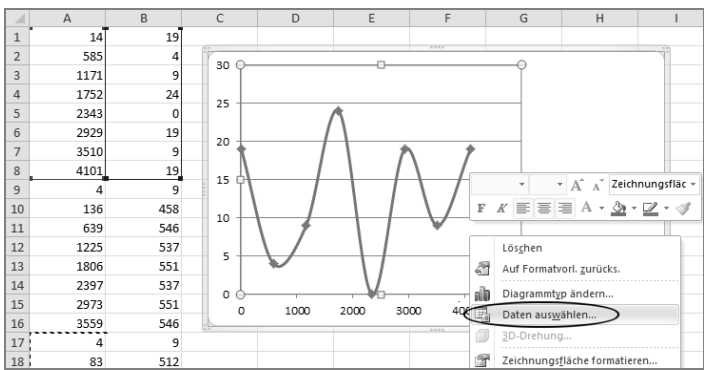 A B C D E F G H I
1 14 19
2 585 4
3 1171 9
4 1752 24
5 2343 0
6 2929 19
7 3510 9
8 4101 19
9 4 9
10 136 458
11 639 546
12 1225 537
13 1806 551
14 2397 537
15 2973 551
16 3559 546
17 4 9
18 83 512
30
25
20
15
10
5
0
0 1000 2000 3000
A A Zeichnungsfläc
F K A
Löschen
Auf Formatvorl. zurücks.
Diagrammtyp ändern...
Daten auswählen...
3D-Drehung...
Zeichnungsfläche formatieren...